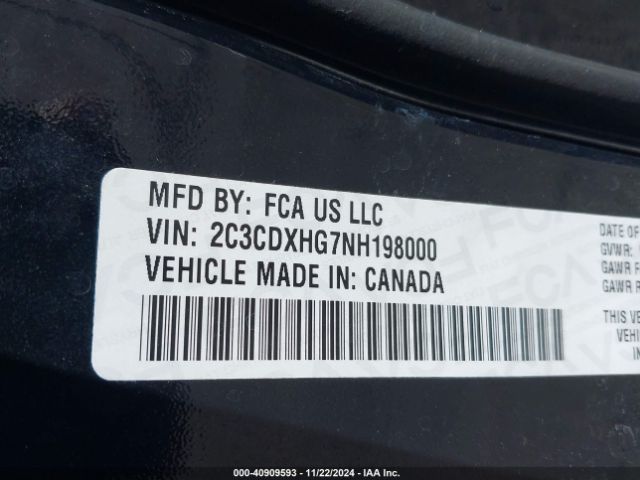 MFD BY: FCA US LLC
VIN: 2C3CDXHG7NH198000
VEHICLE MADE IN: CANADA
DATE OF
GVWR:
GAWR F
GAWR R
THIS VE
VEHI
IN
000-40909593 - 11/22/2024 - IAA Inc.